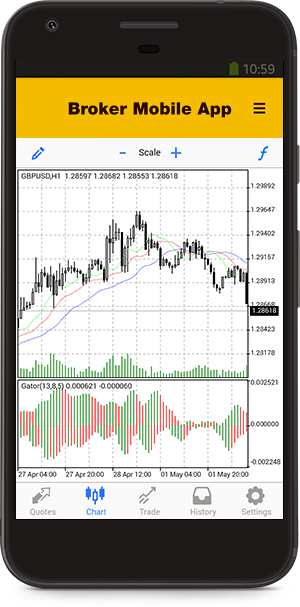 10:59
Broker Mobile App
- Scale + f
GBPUSD,H1 1.28597 1.28682 1.28553 1.28618
1.29892
1.29647
1.29402
1.29157
1.28913
1.28668
1.28618
1.28423
1.28178
Gator(13,8,5) 0.000621 -0.000060
0.002521
0.000000
-0.002248
27 Apr 04:00 27 Apr 20:00 28 Apr 12:00 01 May 04:00 01 May 20:00
Quotes Chart Trade History Settings